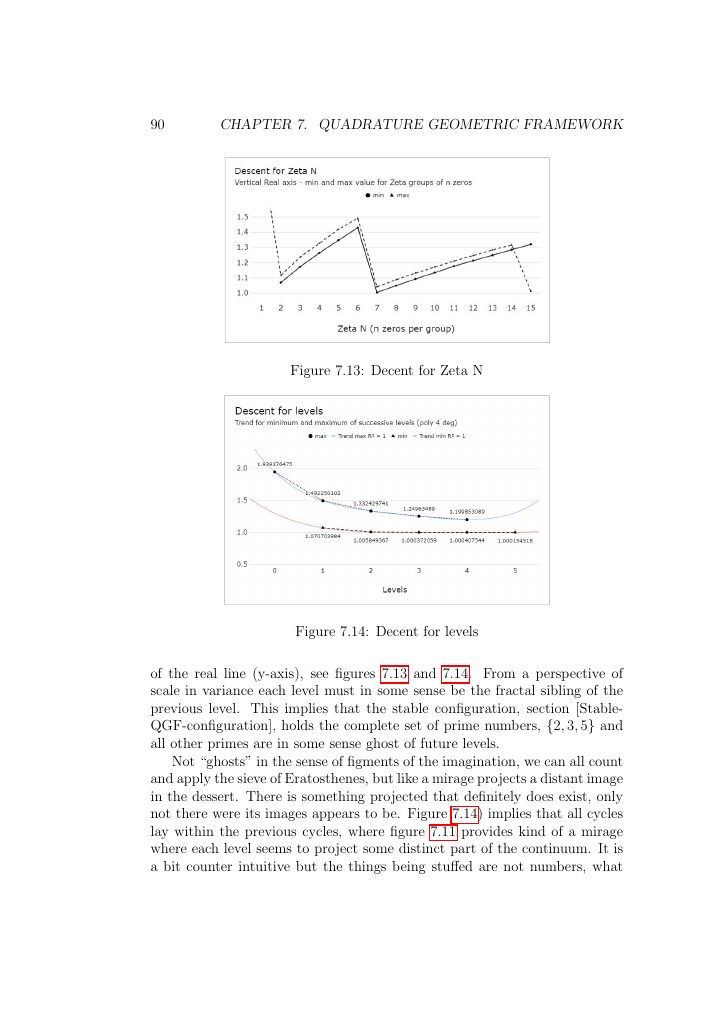 90 CHAPTER 7. QUADRATURE GEOMETRIC FRAMEWORK
Descent for Zeta N
Vertical Real axis - min and max value for Zeta groups of n zeros
min max
1.5
1.4
1.3
1.2
1.1
1.0
1 2 3 4 5 6 7 8 9 10 11 12 13 14 15
Zeta N (n zeros per group)
Figure 7.13: Decent for Zeta N
Descent for levels
Trend for minimum and maximum of successive levels (poly 4 deg)
max Trend max R² = 1 min Trend min R² = 1
2.0
1.5
1.0
0.5
1.939276475
1.492250102
1.332429741
1.24963489
1.199853089
1.070703984
1.005849367
1.000372059
1.000407544
1.000194518
0 1 2 3 4 5
Levels
Figure 7.14: Decent for levels
of the real line (y-axis), see figures 7.13 and 7.14. From a perspective of
scale in variance each level must in some sense be the fractal sibling of the
previous level. This implies that the stable configuration, section [Stable-
QGF-configuration], holds the complete set of prime numbers, {2, 3, 5} and
all other primes are in some sense ghost of future levels.
Not “ghosts” in the sense of figments of the imagination, we can all count
and apply the sieve of Eratosthenes, but like a mirage projects a distant image
in the dessert. There is something projected that definitely does exist, only
not there were its images appears to be. Figure 7.14) implies that all cycles
lay within the previous cycles, where figure 7.11 provides kind of a mirage
where each level seems to project some distinct part of the continuum. It is
a bit counter intuitive but the things being stuffed are not numbers, what